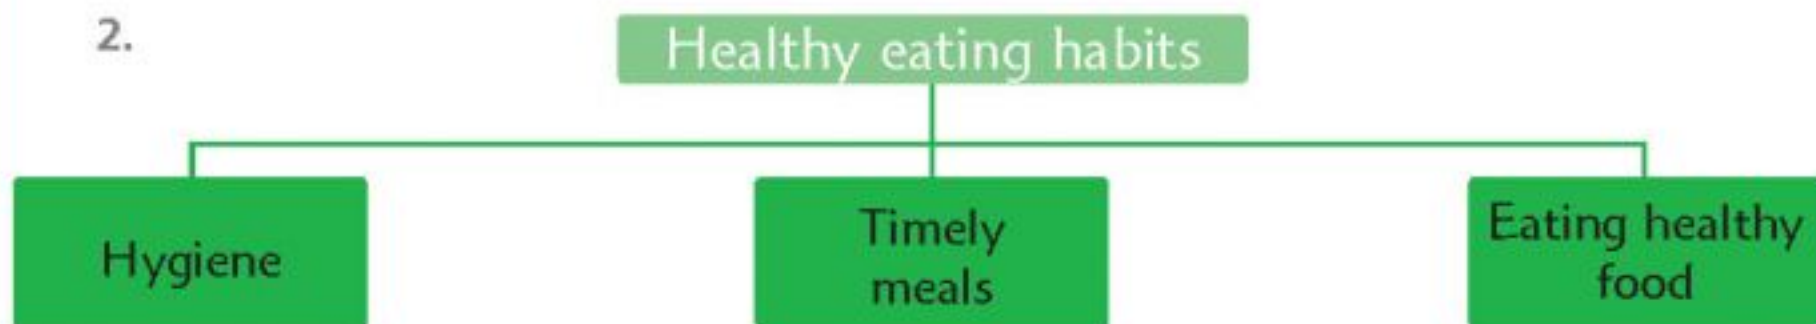 2.
Healthy eating habits
Hygiene
Timely
meals
Eating healthy
food